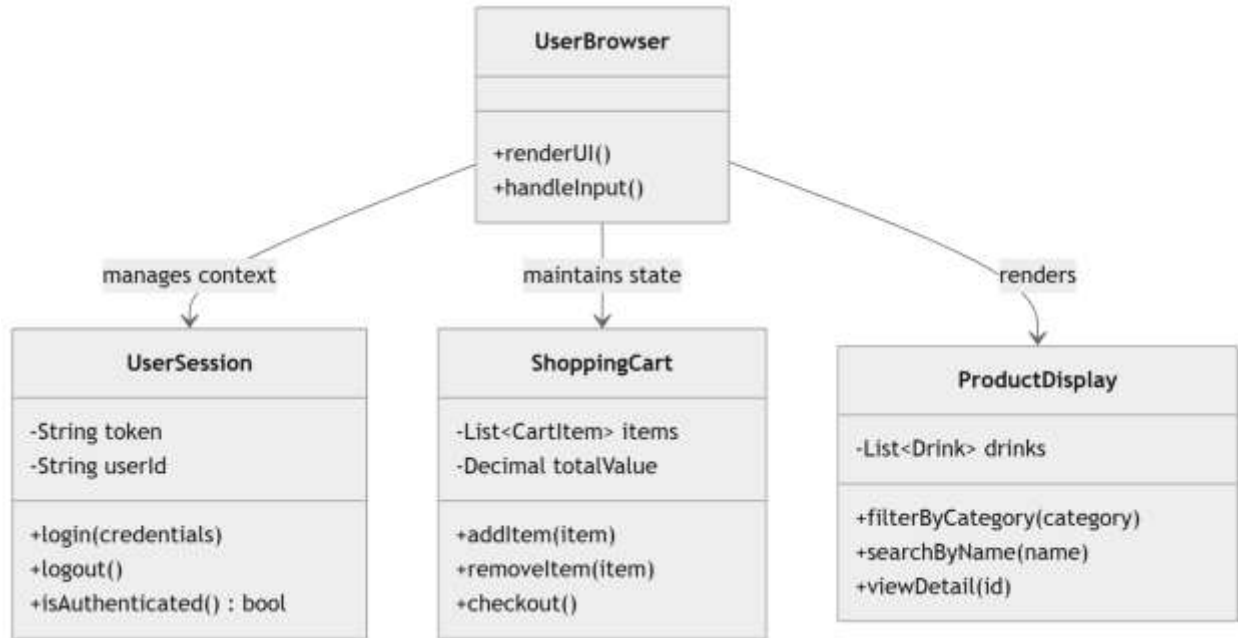 UserBrowser
+renderUI()
+handleInput()
manages context
maintains state
renders
UserSession
-String token
-String userId
+login(credentials)
+logout()
+isAuthenticated() : bool
ShoppingCart
-List<CartItem> items
-Decimal totalValue
+addItem(item)
+removeItem(item)
+checkout()
ProductDisplay
-List<Drink> drinks
+filterByCategory(category)
+searchByName(name)
+viewDetail(id)